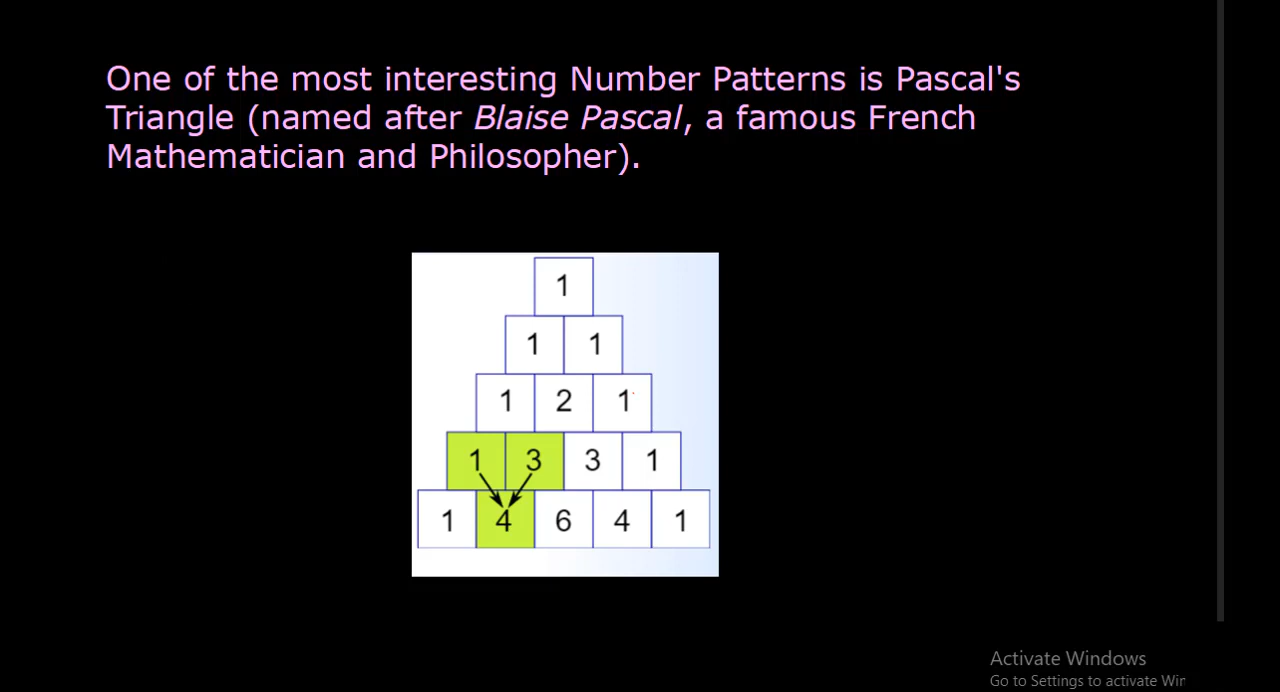 One of the most interesting Number Patterns is Pascal's
Triangle (named after Blaise Pascal, a famous French
Mathematician and Philosopher).
1
1 1
1 2 1
1 3 3 1
1 4 6 4 1
Activate Windows
Go to Settings to activate